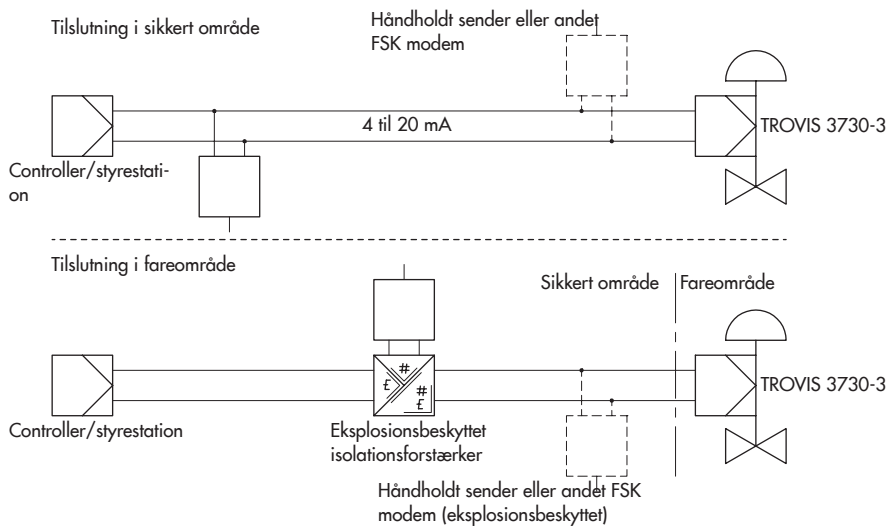 Tilslutning i sikkert område
Håndholdt sender eller andet
FSK modem
4 til 20 mA
TROVIS 3730-3
Controller/styrestati-
on
Tilslutning i fareområde
Sikkert område
Fareområde
# £
# £
TROVIS 3730-3
Controller/styrestation
Eksplosionsbeskyttet
isolationsforstærker
Håndholdt sender eller andet FSK
modem (eksplosionsbeskyttet)